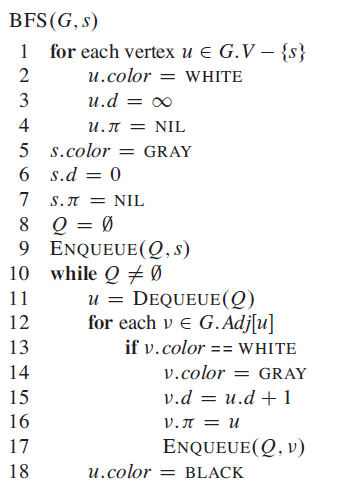 BFS(G, s)
1 for each vertex u ∈ G.V − {s}
2 u.color = WHITE
3 u.d = ∞
4 u.π = NIL
5 s.color = GRAY
6 s.d = 0
7 s.π = NIL
8 Q = Ø
9 ENQUEUE(Q, s)
10 while Q ≠ Ø
11 u = DEQUEUE(Q)
12 for each v ∈ G.Adj[u]
13 if v.color == WHITE
14 v.color = GRAY
15 v.d = u.d + 1
16 v.π = u
17 ENQUEUE(Q, v)
18 u.color = BLACK